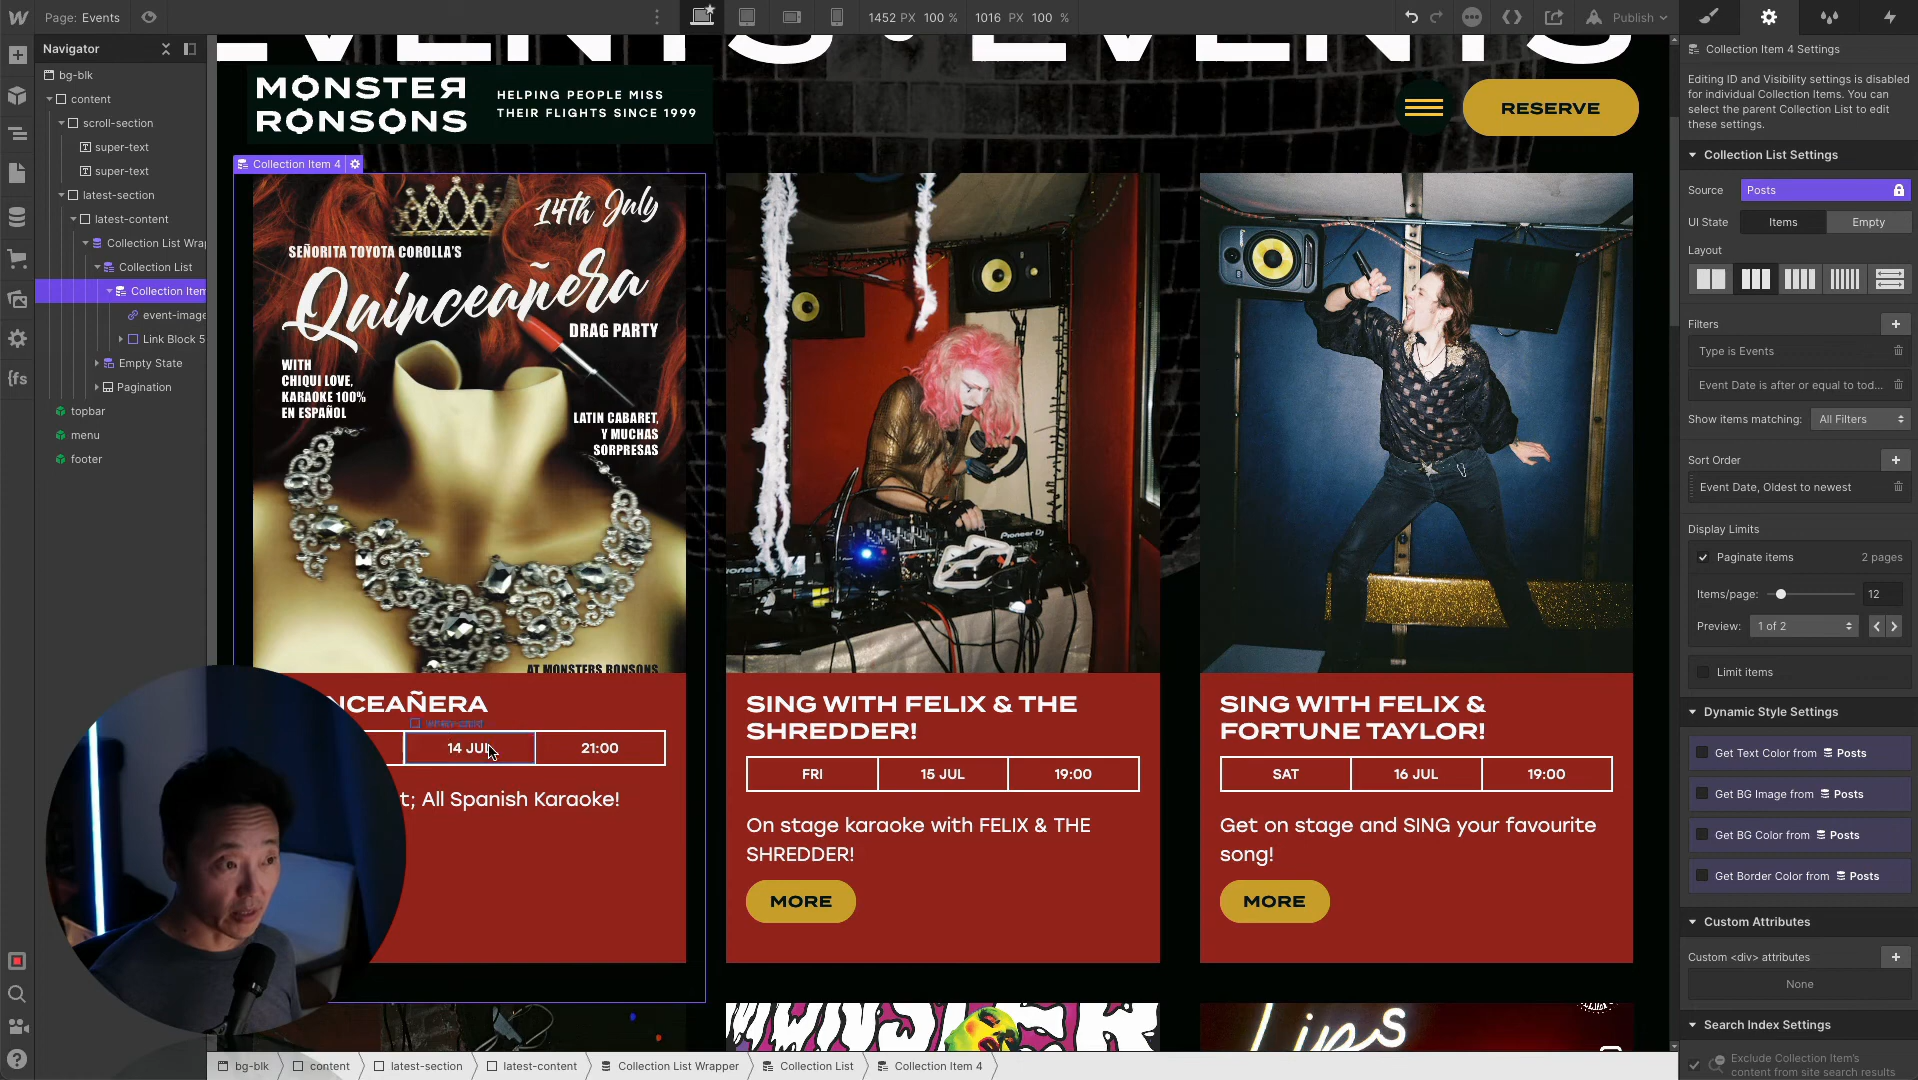 Page: Events
1452 PX 100 % 1016 PX 100 %
Publish
Navigator
bg-blk
content
scroll-section
super-text
super-text
latest-section
latest-content
Collection List Wrap
Collection List
Collection Item
event-image
Link Block 5
Empty State
Pagination
topbar
menu
footer
{fs
EVENTS • EVENTS
MONSTER
RONSONS
HELPING PEOPLE MISS
THEIR FLIGHTS SINCE 1999
RESERVE
Collection Item 4
14th July
SEÑORITA TOYOTA COROLLA'S
Quinceañera
DRAG PARTY
WITH
CHIQUI LOVE,
KARAOKE 100%
EN ESPAÑOL
LATIN CABARET,
Y MUCHAS
SORPRESAS
AT MONSTERS RONSONS
NCEAÑERA
14 JUL
21:00
t; All Spanish Karaoke!
Pioneer DJ
SING WITH FELIX & THE
SHREDDER!
FRI
15 JUL
19:00
On stage karaoke with FELIX & THE
SHREDDER!
MORE
SING WITH FELIX &
FORTUNE TAYLOR!
SAT
16 JUL
19:00
Get on stage and SING your favourite
song!
MORE
MONSTER
Lips
bg-blk
content
latest-section
latest-content
Collection List Wrapper
Collection List
Collection Item 4
Collection Item 4 Settings
Editing ID and Visibility settings is disabled
for individual Collection Items. You can
select the parent Collection List to edit
these settings.
Collection List Settings
Source
Posts
UI State
Items
Empty
Layout
Filters
Type is Events
Event Date is after or equal to tod...
Show items matching:
All Filters
Sort Order
Event Date, Oldest to newest
Display Limits
Paginate items
2 pages
Items/page:
12
Preview:
1 of 2
Limit items
Dynamic Style Settings
Get Text Color from Posts
Get BG Image from Posts
Get BG Color from Posts
Get Border Color from Posts
Custom Attributes
Custom <div> attributes
None
Search Index Settings
Exclude Collection Item's
content from site search results